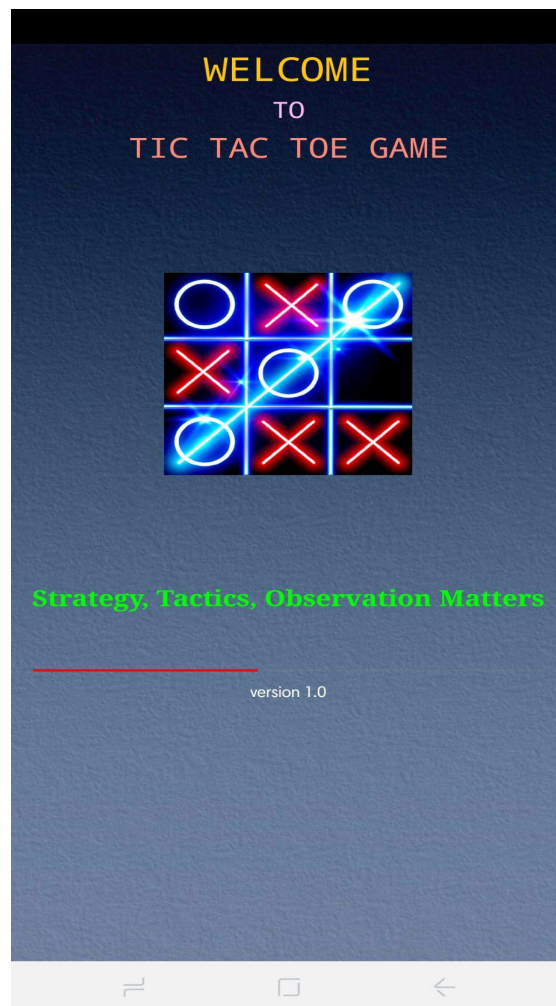 WELCOME
TO
TIC TAC TOE GAME
Strategy, Tactics, Observation Matters
version 1.0